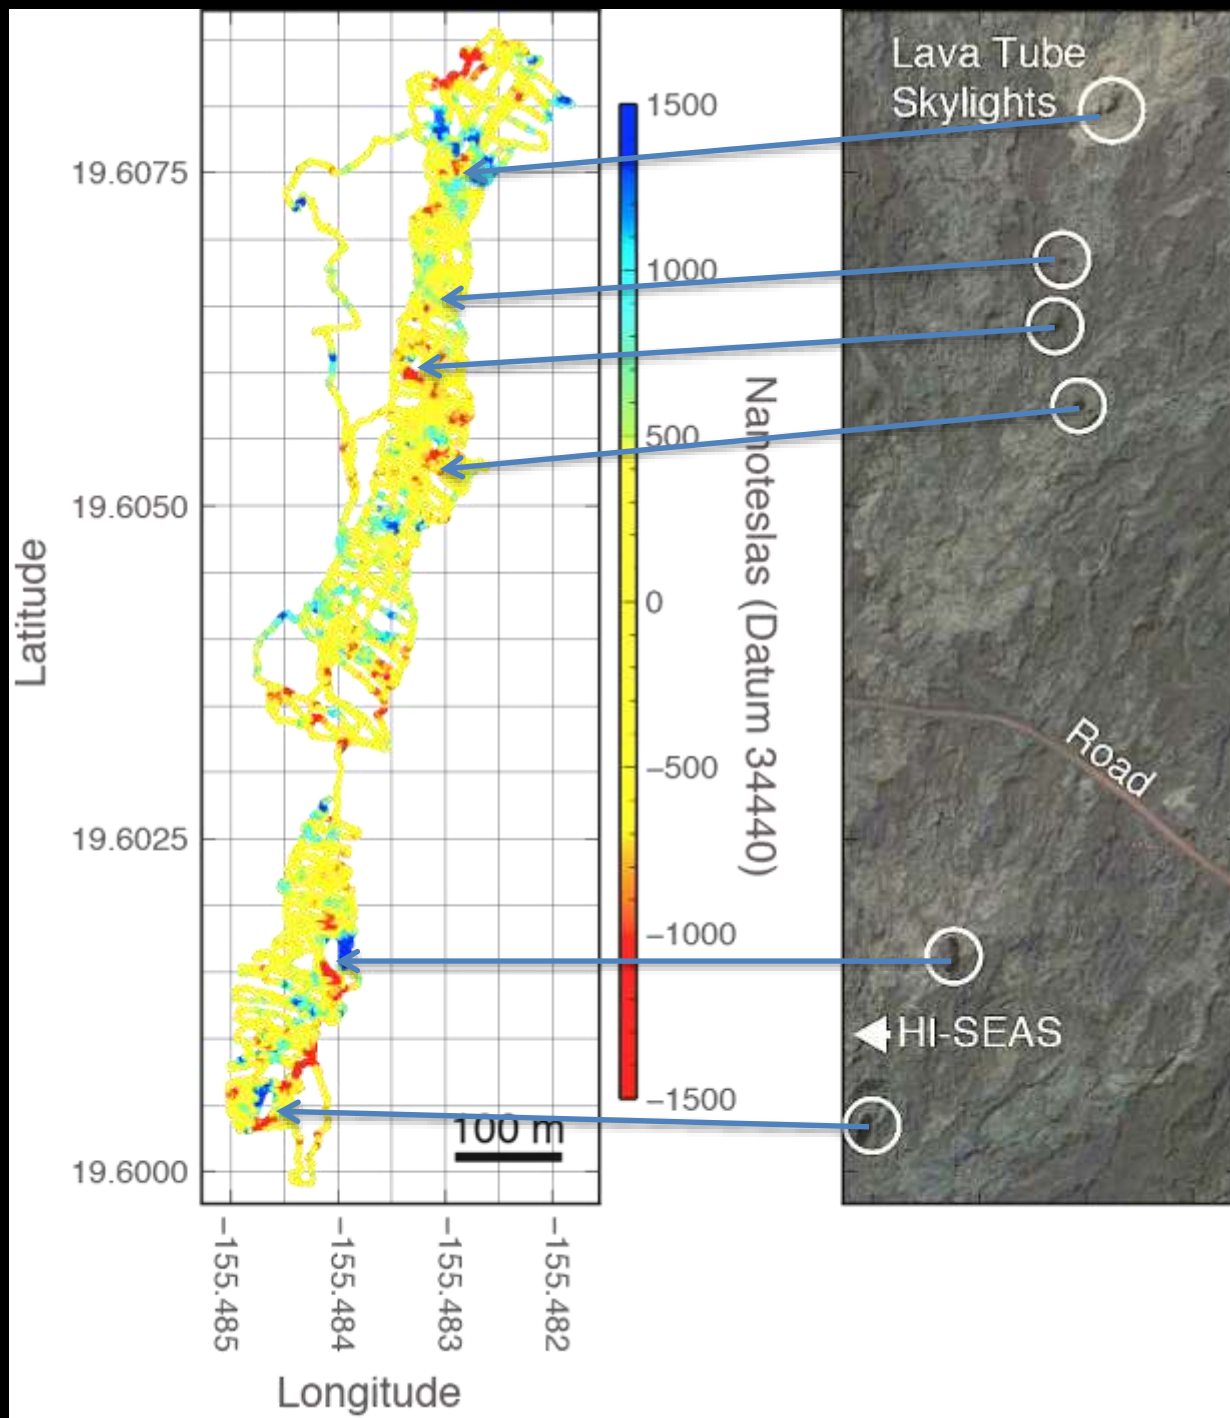 Lava Tube
Skylights
1500
1000
500
0
−500
−1000
−1500
Nanoteslas (Datum 34440)
19.6075
19.6050
19.6025
19.6000
Latitude
Road
HI-SEAS
100 m
−155.485
−155.484
−155.483
−155.482
Longitude